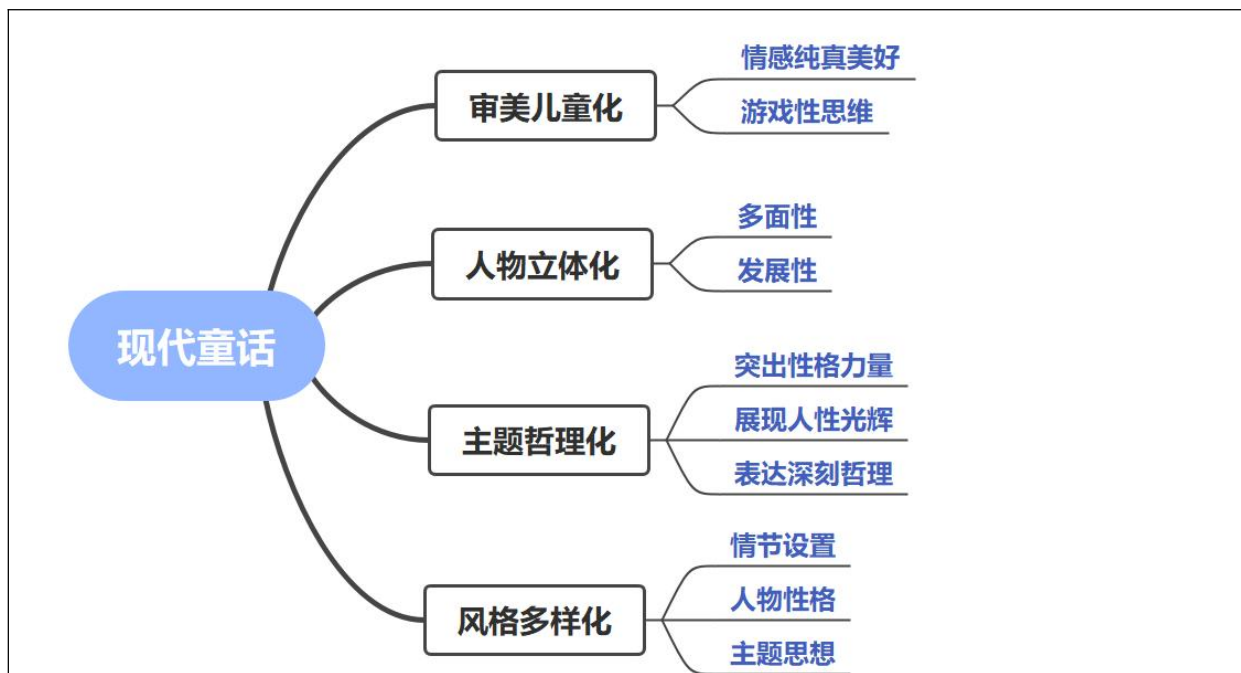 现代童话
审美儿童化
情感纯真美好
游戏性思维
人物立体化
多面性
发展性
主题哲理化
突出性格力量
展现人性光辉
表达深刻哲理
风格多样化
情节设置
人物性格
主题思想